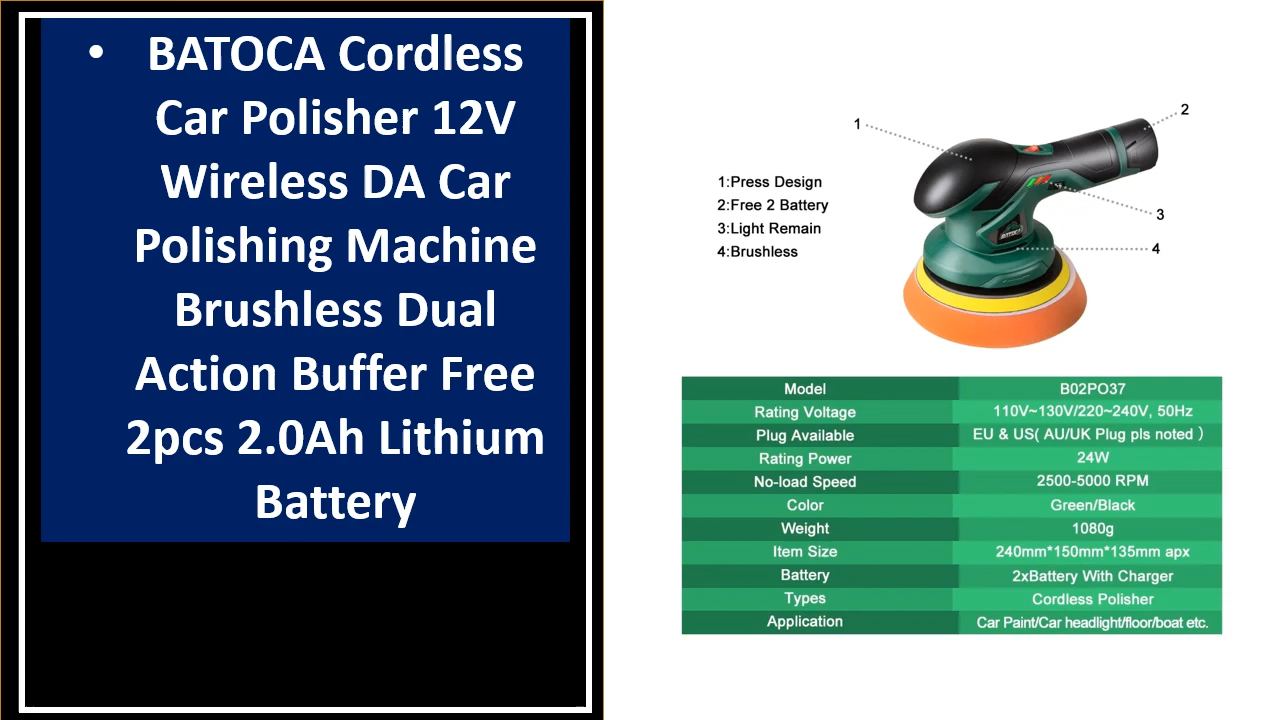 • BATOCA Cordless
Car Polisher 12V
Wireless DA Car
Polishing Machine
Brushless Dual
Action Buffer Free
2pcs 2.0Ah Lithium
Battery
1
2
1:Press Design
2:Free 2 Battery
3:Light Remain
4:Brushless
3
4
BATOCA
Model B02PO37
Rating Voltage 110V~130V/220~240V, 50Hz
Plug Available EU & US( AU/UK Plug pls noted )
Rating Power 24W
No-load Speed 2500-5000 RPM
Color Green/Black
Weight 1080g
Item Size 240mm*150mm*135mm apx
Battery 2xBattery With Charger
Types Cordless Polisher
Application Car Paint/Car headlight/floor/boat etc.